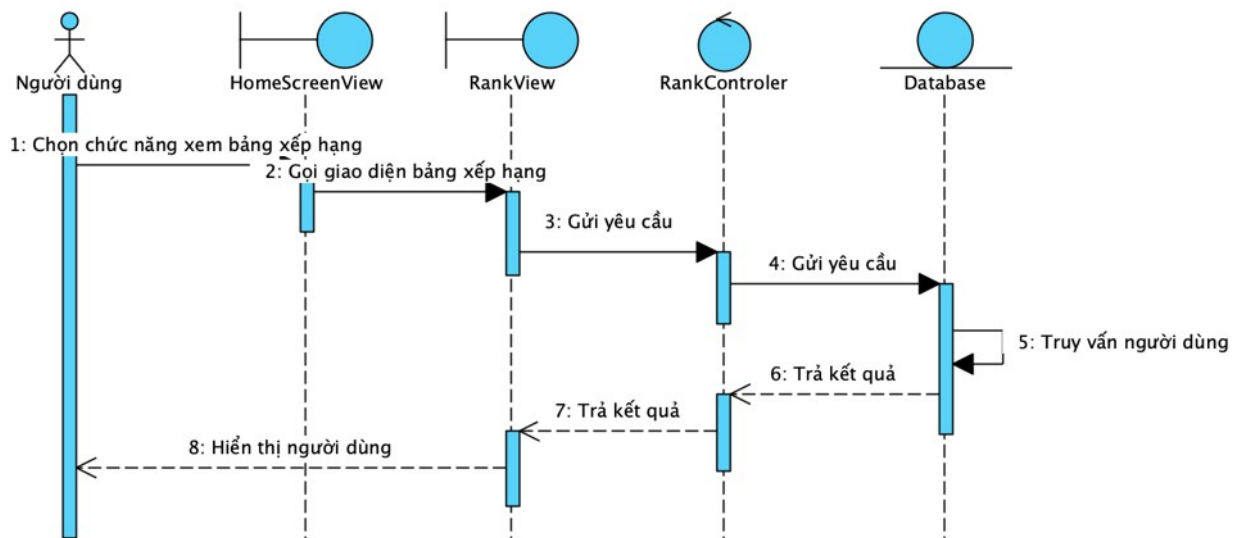 Người dùng
HomeScreenView
RankView
RankControler
Database
1: Chọn chức năng xem bảng xếp hạng
2: Gọi giao diện bảng xếp hạng
3: Gửi yêu cầu
4: Gửi yêu cầu
5: Truy vấn người dùng
6: Trả kết quả
7: Trả kết quả
8: Hiển thị người dùng